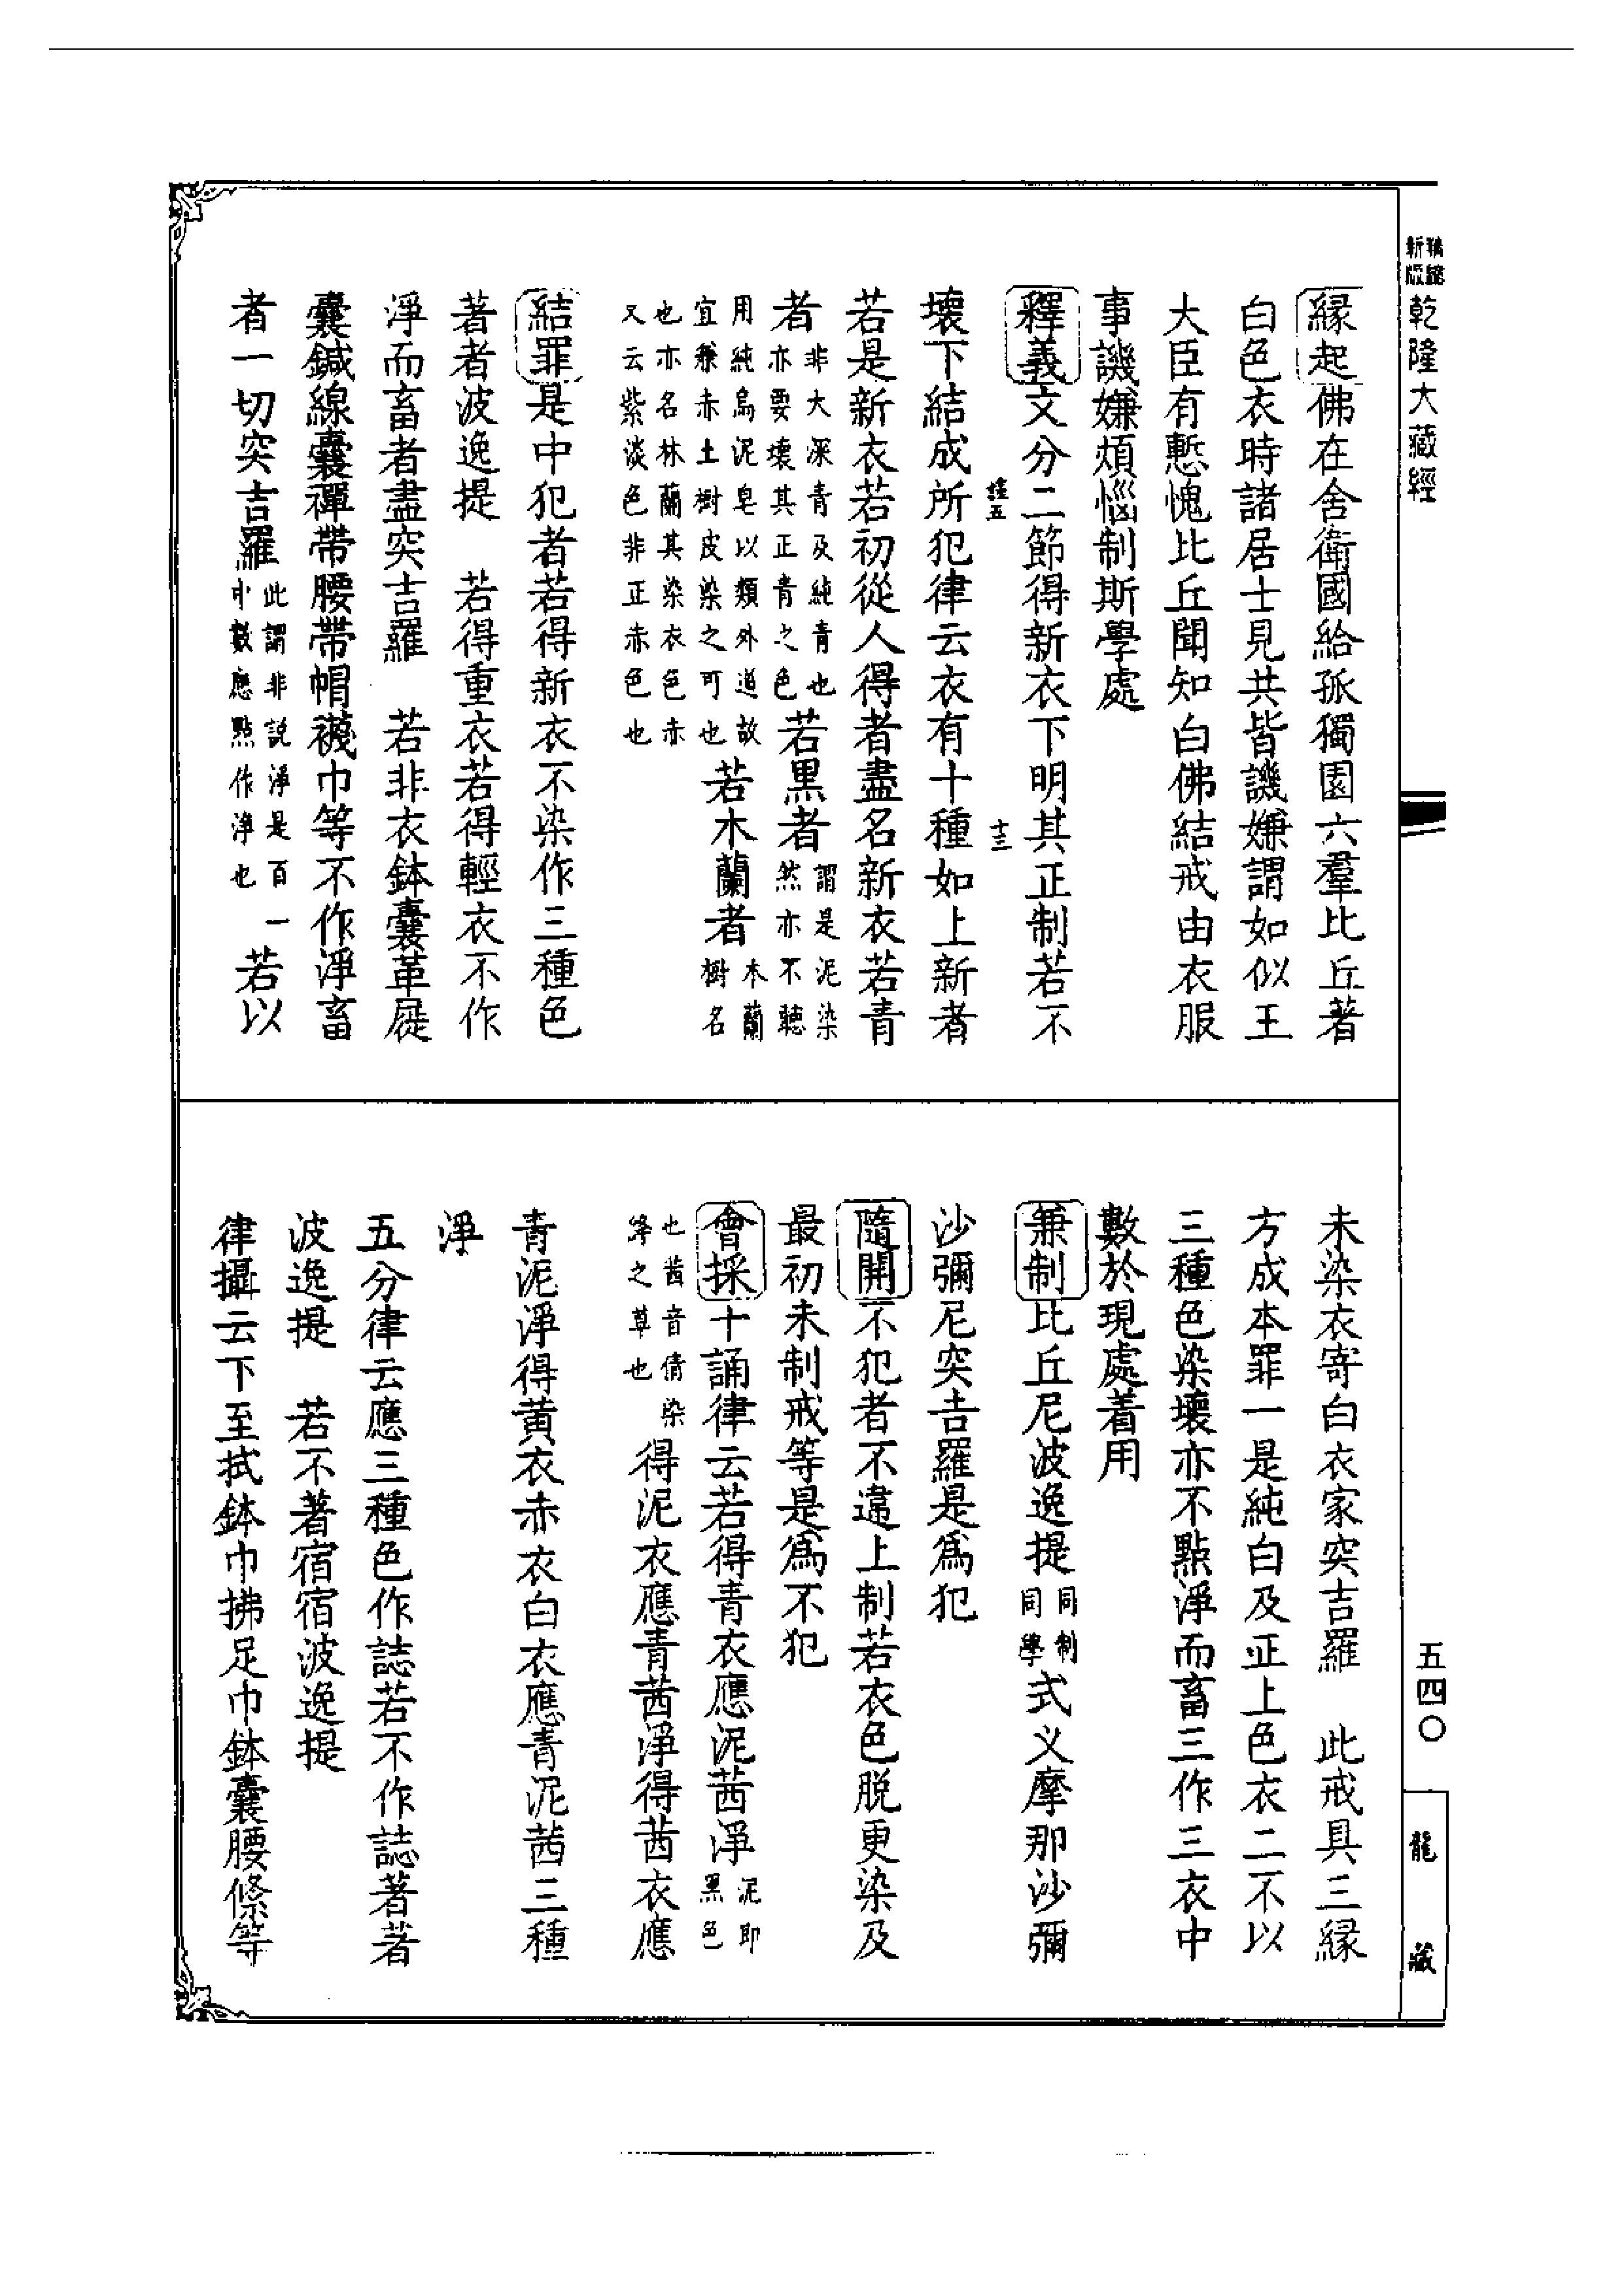 乾隆大藏經
緣起佛在舍衛國給孤獨園六羣比丘著
白色衣時諸居士見共皆譏嫌謂如似王
大臣有慙愧比丘聞知白佛結戒由衣服
事譏嫌煩惱制斯學處
釋義文分二節得新衣下明其正制若不
壞下結成所犯律云衣有十種如上新者
若是新衣若初從人得者盡名新衣若青
者非大深青及純青也亦要壞其正青之色若黑者謂是泥染然亦不聽
用純烏泥皂以類外道故宜兼赤土樹皮染之可也若木蘭者木蘭樹名
也亦名林蘭其染衣色赤又云紫淡色非正赤色也
結罪是中犯者若得新衣不染作三種色
著者波逸提　若得重衣若得輕衣不作
淨而畜者盡突吉羅　若非衣鉢囊革屣
囊鍼線囊禪帶腰帶帽襪巾等不作淨畜
者一切突吉羅此謂非說淨是百一中數應點作淨也若以
五四〇
龍藏
未染衣寄白衣家突吉羅　此戒具三緣
方成本罪一是純白及正上色衣二不以
三種色染壞亦不點淨而畜三作三衣中
數於現處着用
兼制比丘尼波逸提同制同學式义摩那沙彌
沙彌尼突吉羅是爲犯
隨開不犯者不違上制若衣色脫更染及
最初未制戒等是爲不犯
會採十誦律云若得青衣應泥茜淨泥即黑色
也茜音倩染絳之草也得泥衣應青茜淨得茜衣應
青泥淨得黄衣赤衣白衣應青泥茜三種
淨
五分律云應三種色作誌若不作誌著著
波逸提　若不著宿宿波逸提
律攝云下至拭鉢巾拂足巾鉢囊腰絛等